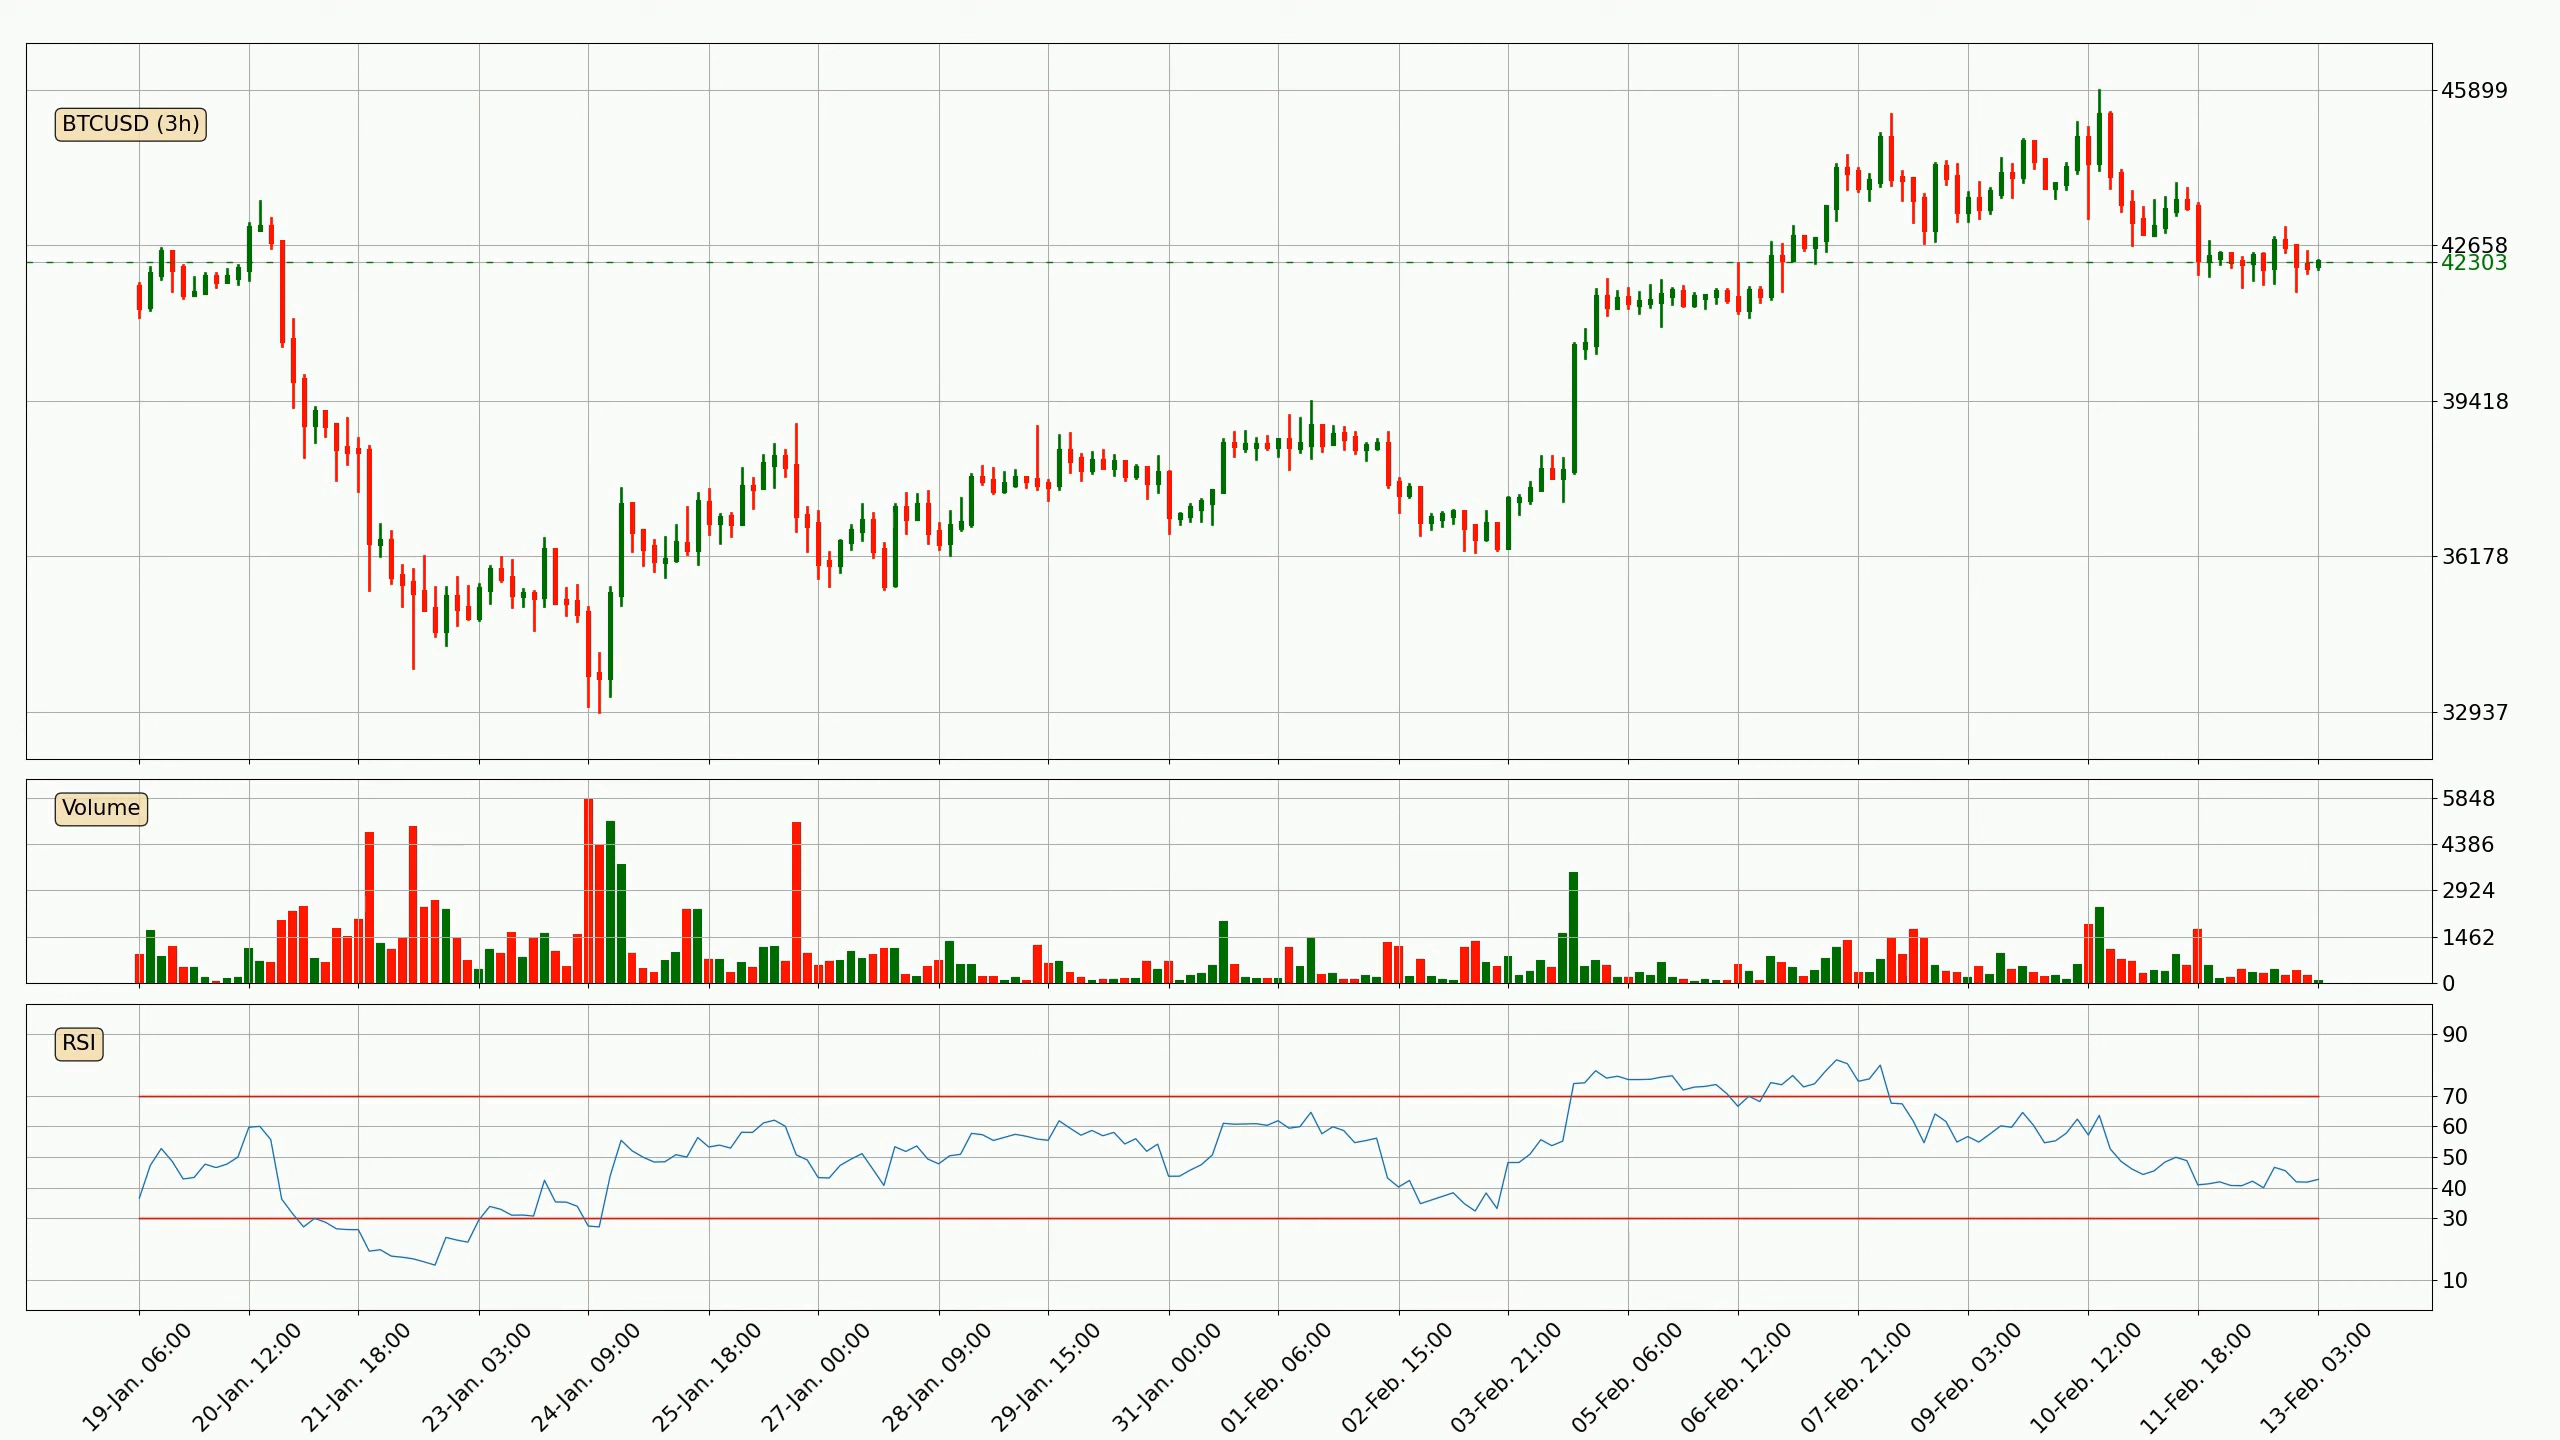 BTCUSD (3h)
45899
42658
42303
39418
36178
32937
Volume
5848
4386
2924
1462
0
RSI
90
70
60
50
40
30
10
19-Jan. 06:00
20-Jan. 12:00
21-Jan. 18:00
23-Jan. 03:00
24-Jan. 09:00
25-Jan. 18:00
27-Jan. 00:00
28-Jan. 09:00
29-Jan. 15:00
31-Jan. 00:00
01-Feb. 06:00
02-Feb. 15:00
03-Feb. 21:00
05-Feb. 06:00
06-Feb. 12:00
07-Feb. 21:00
09-Feb. 03:00
10-Feb. 12:00
11-Feb. 18:00
13-Feb. 03:00